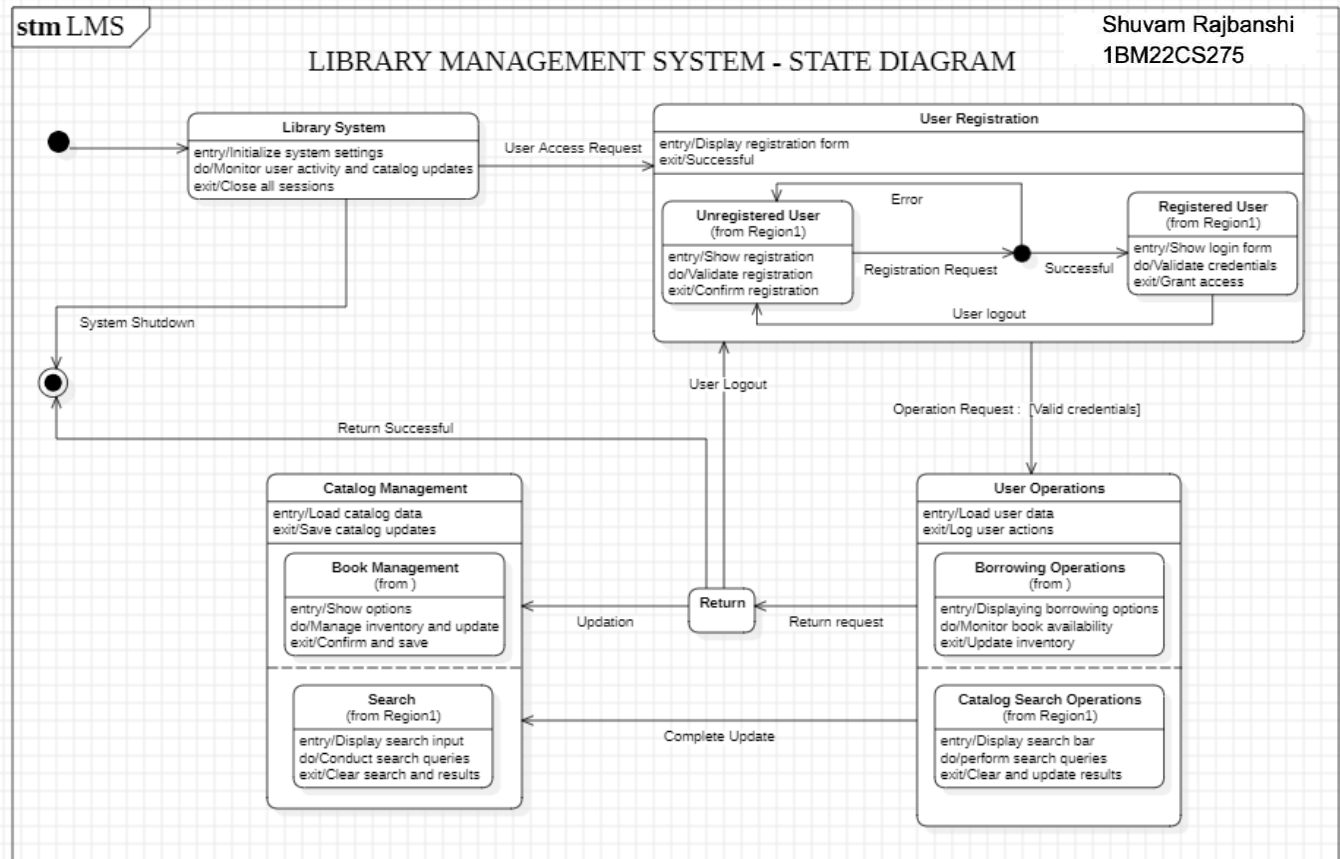 stm LMS
Shuvam Rajbanshi
1BM22CS275
LIBRARY MANAGEMENT SYSTEM - STATE DIAGRAM
Library System
entry/Initialize system settings
do/Monitor user activity and catalog updates
exit/Close all sessions
User Access Request
User Registration
entry/Display registration form
exit/Successful
Error
Unregistered User
(from Region1)
entry/Show registration
do/Validate registration
exit/Confirm registration
Registration Request
Successful
Registered User
(from Region1)
entry/Show login form
do/Validate credentials
exit/Grant access
User logout
System Shutdown
User Logout
Operation Request : [Valid credentials]
Return Successful
Catalog Management
entry/Load catalog data
exit/Save catalog updates
Book Management
(from )
entry/Show options
do/Manage inventory and update
exit/Confirm and save
Search
(from Region1)
entry/Display search input
do/Conduct search queries
exit/Clear search and results
Updation
Return
Return request
Complete Update
User Operations
entry/Load user data
exit/Log user actions
Borrowing Operations
(from )
entry/Displaying borrowing options
do/Monitor book availability
exit/Update inventory
Catalog Search Operations
(from Region1)
entry/Display search bar
do/perform search queries
exit/Clear and update results